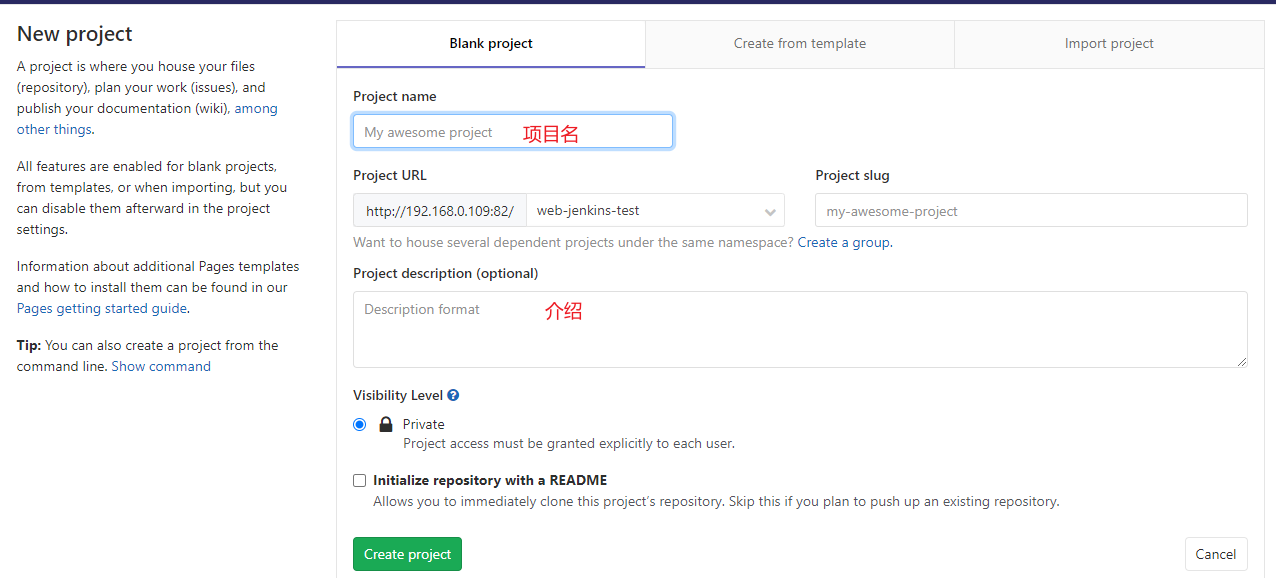 New project
A project is where you house your files
(repository), plan your work (issues), and
publish your documentation (wiki), among
other things.
All features are enabled for blank projects,
from templates, or when importing, but you
can disable them afterward in the project
settings.
Information about additional Pages templates
and how to install them can be found in our
Pages getting started guide.
Tip: You can also create a project from the
command line. Show command
Blank project
Create from template
Import project
Project name
My awesome project 项目名
Project URL
Project slug
http://192.168.0.109:82/ web-jenkins-test
my-awesome-project
Want to house several dependent projects under the same namespace? Create a group.
Project description (optional)
Description format 介绍
Visibility Level ?
Private
Project access must be granted explicitly to each user.
Initialize repository with a README
Allows you to immediately clone this project’s repository. Skip this if you plan to push up an existing repository.
Create project
Cancel